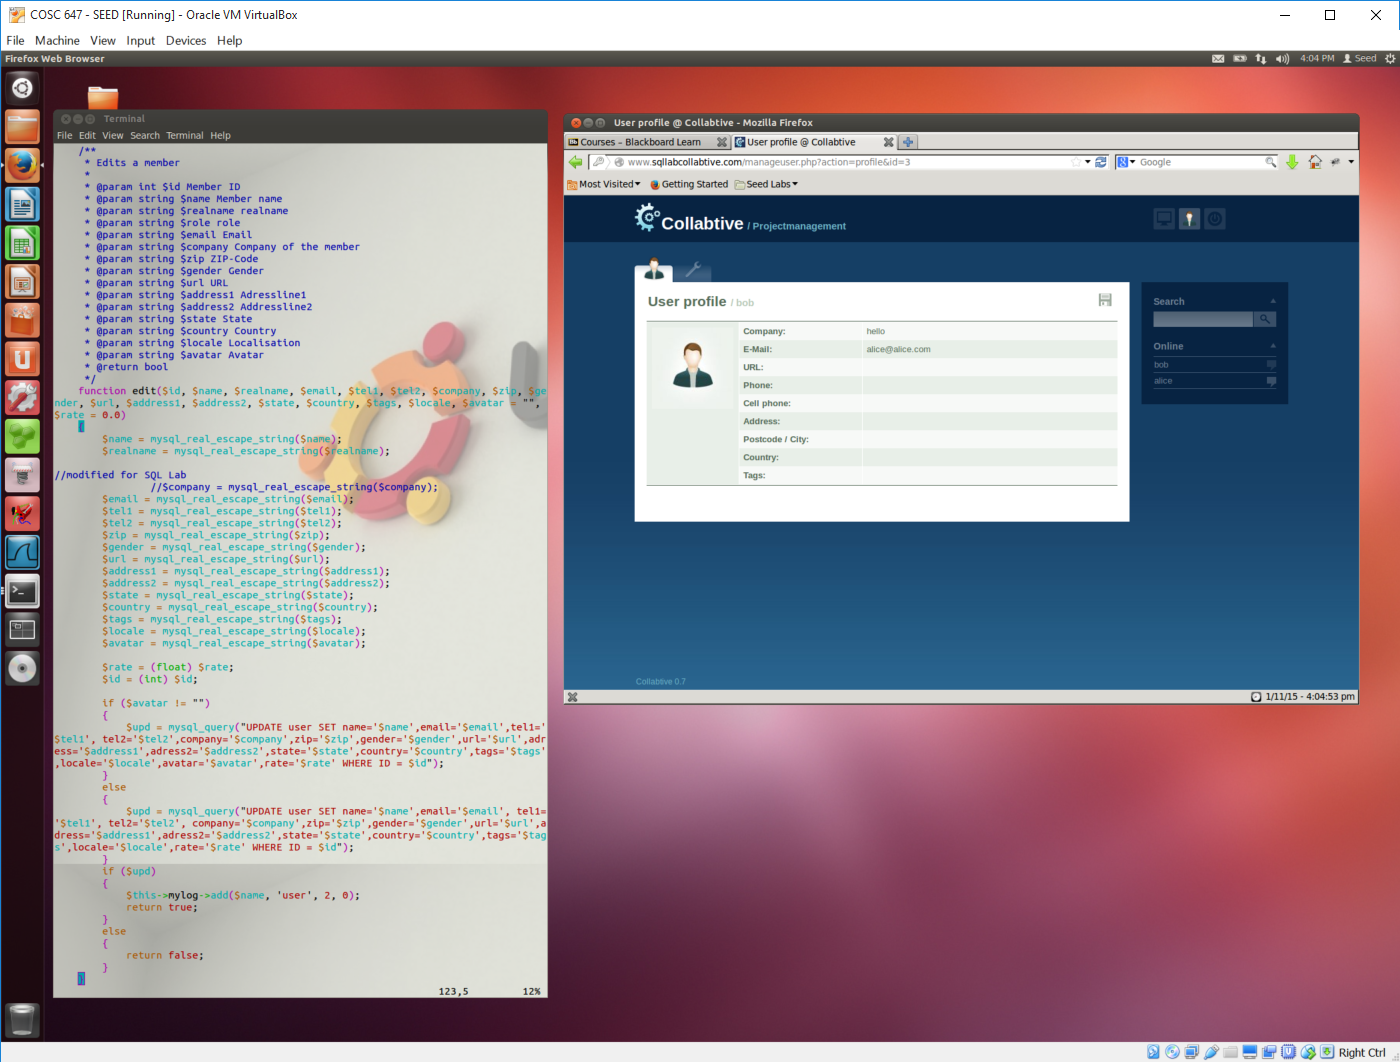 COSC 647 - SEED [Running] - Oracle VM VirtualBox
File Machine View Input Devices Help
Firefox Web Browser
4:04 PM Seed
Terminal
File Edit View Search Terminal Help
/**
* Edits a member
*
* @param int $id Member ID
* @param string $name Member name
* @param string $realname realname
* @param string $role role
* @param string $email Email
* @param string $company Company of the member
* @param string $zip ZIP-Code
* @param string $gender Gender
* @param string $url URL
* @param string $address1 Adressline1
* @param string $address2 Addressline2
* @param string $state State
* @param string $country Country
* @param string $locale Localisation
* @param string $avatar Avatar
* @return bool
*/
function edit($id, $name, $realname, $email, $tel1, $tel2, $company, $zip, $ge
nder, $url, $address1, $address2, $state, $country, $tags, $locale, $avatar = "",
$rate = 0.0)
{
$name = mysql_real_escape_string($name);
$realname = mysql_real_escape_string($realname);
//modified for SQL Lab
//$company = mysql_real_escape_string($company);
$email = mysql_real_escape_string($email);
$tel1 = mysql_real_escape_string($tel1);
$tel2 = mysql_real_escape_string($tel2);
$zip = mysql_real_escape_string($zip);
$gender = mysql_real_escape_string($gender);
$url = mysql_real_escape_string($url);
$address1 = mysql_real_escape_string($address1);
$address2 = mysql_real_escape_string($address2);
$state = mysql_real_escape_string($state);
$country = mysql_real_escape_string($country);
$tags = mysql_real_escape_string($tags);
$locale = mysql_real_escape_string($locale);
$avatar = mysql_real_escape_string($avatar);
$rate = (float) $rate;
$id = (int) $id;
if ($avatar != "")
{
$upd = mysql_query("UPDATE user SET name='$name',email='$email',tel1='
$tel1', tel2='$tel2',company='$company',zip='$zip',gender='$gender',url='$url',adr
ess='$address1',adress2='$address2',state='$state',country='$country',tags='$tags'
,locale='$locale',avatar='$avatar',rate='$rate' WHERE ID = $id");
}
else
{
$upd = mysql_query("UPDATE user SET name='$name',email='$email', tel1=
'$tel1', tel2='$tel2', company='$company',zip='$zip',gender='$gender',url='$url',a
dress='$address1',adress2='$address2',state='$state',country='$country',tags='$tag
s',locale='$locale',rate='$rate' WHERE ID = $id");
}
if ($upd)
{
$this->mylog->add($name, 'user', 2, 0);
return true;
}
else
{
return false;
}
}
123,5 12%
User profile @ Collabtive - Mozilla Firefox
Courses – Blackboard Learn
User profile @ Collabtive
www.sqllabcollabtive.com/manageuser.php?action=profile&id=3
Google
Most Visited Getting Started Seed Labs
Collabtive / Projectmanagement
User profile / bob
Company: hello
E-Mail: alice@alice.com
URL:
Phone:
Cell phone:
Address:
Postcode / City:
Country:
Tags:
Search
Online
bob
alice
Collabtive 0.7
1/11/15 - 4:04:53 pm
Right Ctrl